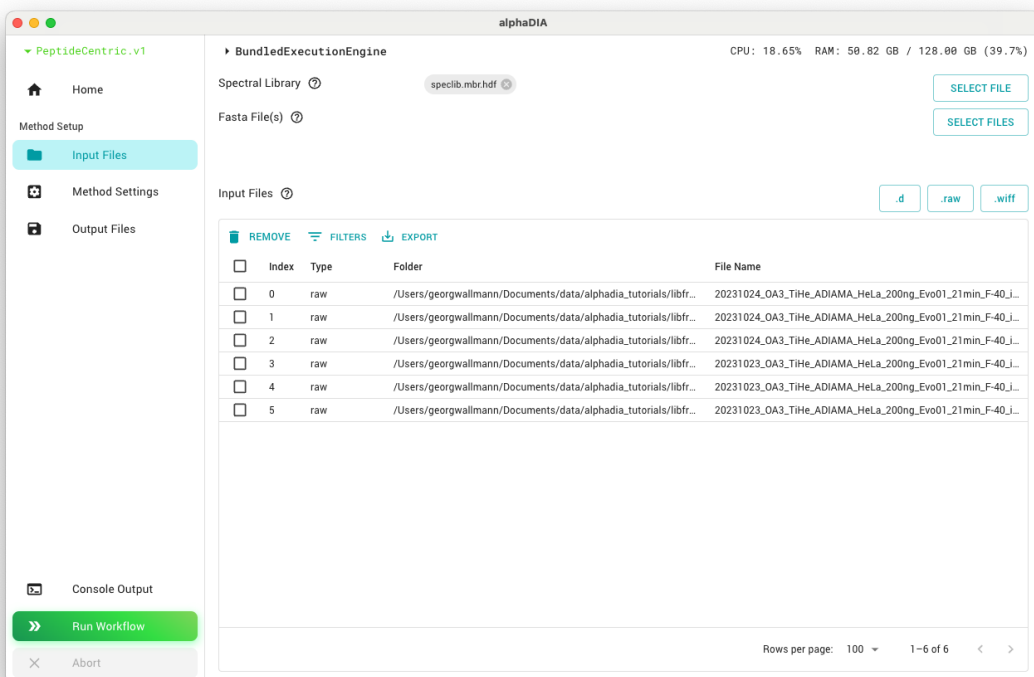 alphaDIA
PeptideCentric.v1
BundledExecutionEngine
CPU: 18.65% RAM: 50.82 GB / 128.00 GB (39.7%)
Home
Method Setup
Input Files
Method Settings
Output Files
Spectral Library
speclib.mbr.hdf
SELECT FILE
Fasta File(s)
SELECT FILES
Input Files
.d .raw .wiff
REMOVE FILTERS EXPORT
Index Type Folder File Name
0 raw /Users/georgwallmann/Documents/data/alphadia_tutorials/libfr... 20231024_OA3_TiHe_ADIAMA_HeLa_200ng_Evo01_21min_F-40_i...
1 raw /Users/georgwallmann/Documents/data/alphadia_tutorials/libfr... 20231024_OA3_TiHe_ADIAMA_HeLa_200ng_Evo01_21min_F-40_i...
2 raw /Users/georgwallmann/Documents/data/alphadia_tutorials/libfr... 20231024_OA3_TiHe_ADIAMA_HeLa_200ng_Evo01_21min_F-40_i...
3 raw /Users/georgwallmann/Documents/data/alphadia_tutorials/libfr... 20231023_OA3_TiHe_ADIAMA_HeLa_200ng_Evo01_21min_F-40_i...
4 raw /Users/georgwallmann/Documents/data/alphadia_tutorials/libfr... 20231023_OA3_TiHe_ADIAMA_HeLa_200ng_Evo01_21min_F-40_i...
5 raw /Users/georgwallmann/Documents/data/alphadia_tutorials/libfr... 20231023_OA3_TiHe_ADIAMA_HeLa_200ng_Evo01_21min_F-40_i...
Rows per page: 100 1–6 of 6
Console Output
Run Workflow
Abort